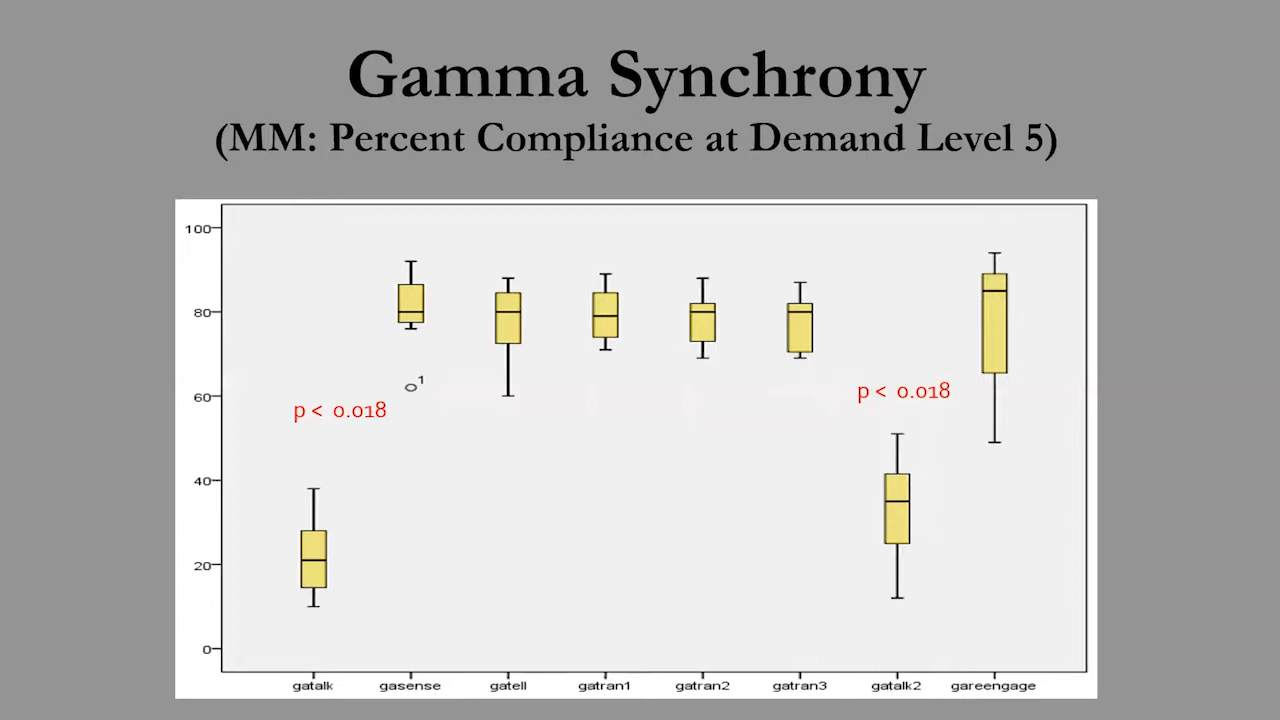 Gamma Synchrony
(MM: Percent Compliance at Demand Level 5)
100
80
60
40
20
0
1
p < 0.018
p < 0.018
gatalk gasense gatell gatran1 gatran2 gatran3 gatalk2 gareengage